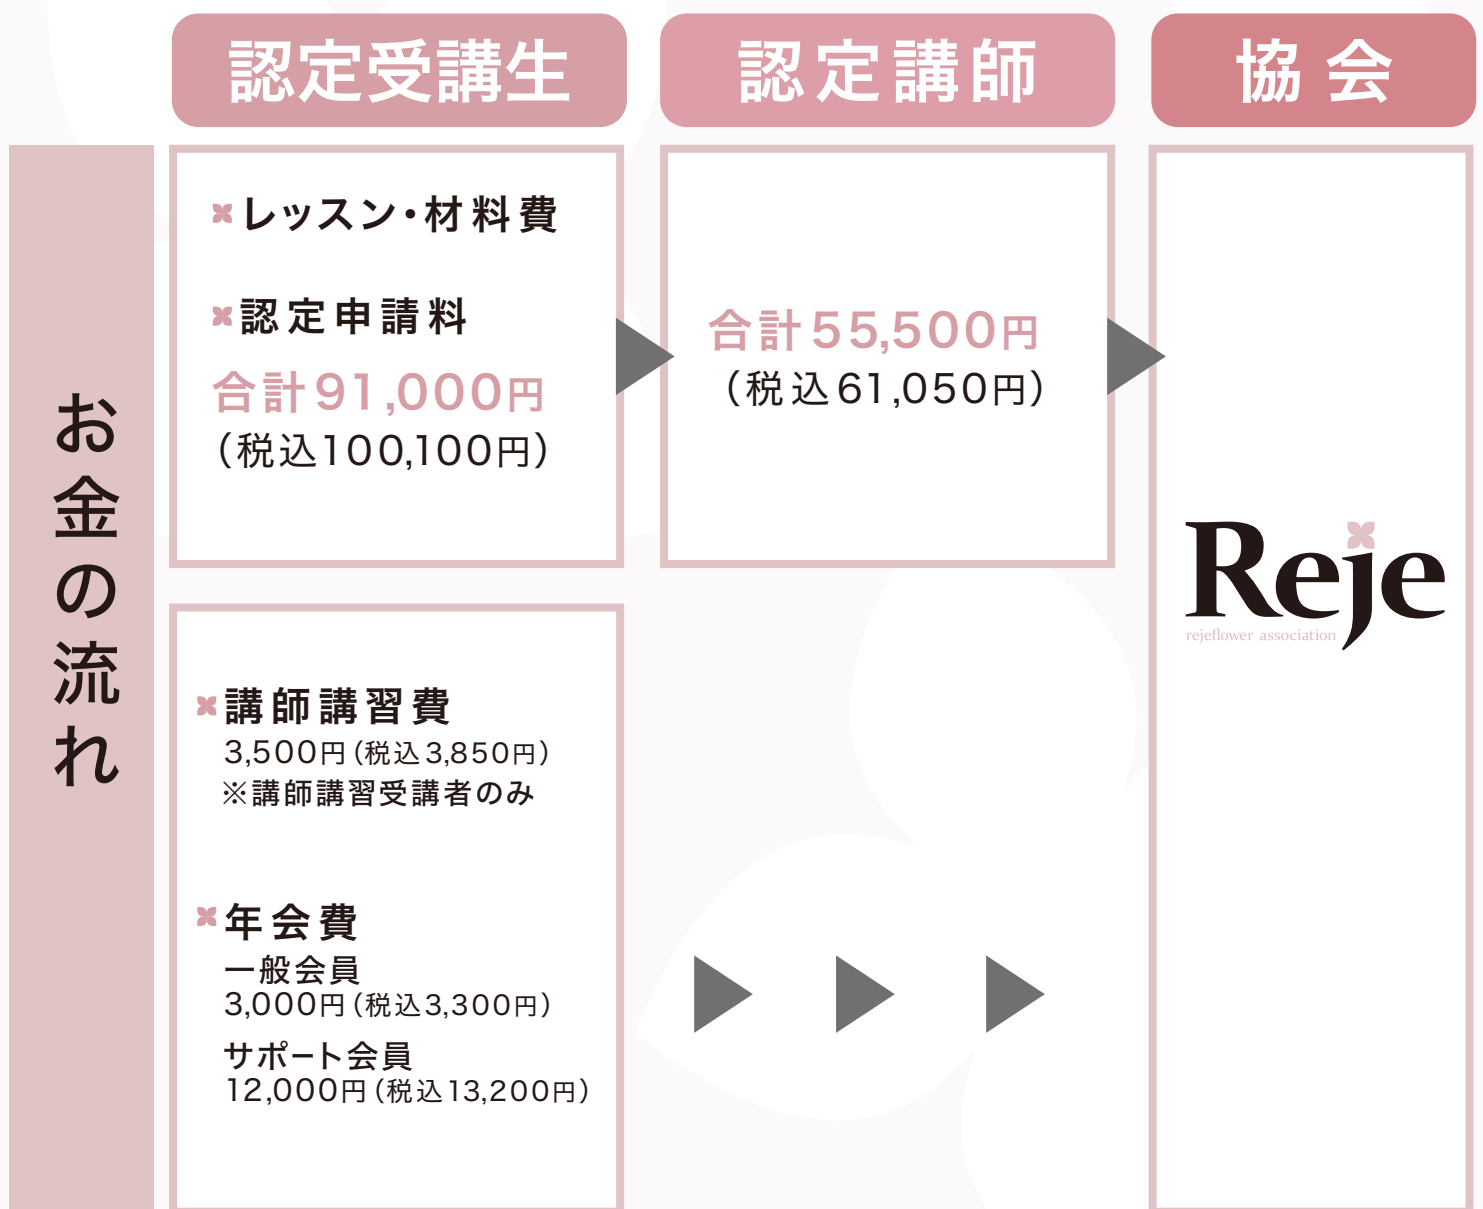 認定受講生
認定講師
協会
お金の流れ
レッスン・材料費
認定申請料
合計91,000円
（税込100,100円）
合計55,500円
（税込61,050円）
Reje
rejeflower association
講師講習費
3,500円（税込3,850円）
※講師講習受講者のみ
年会費
一般会員
3,000円（税込3,300円）
サポート会員
12,000円（税込13,200円）